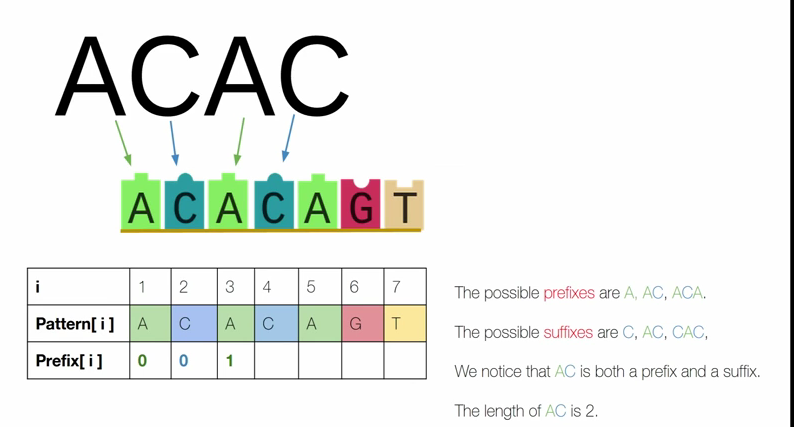 ACAC
A C A C A G T
i 1 2 3 4 5 6 7
Pattern[ i ] A C A C A G T
Prefix[ i ] 0 0 1
The possible prefixes are A, AC, ACA.
The possible suffixes are C, AC, CAC,
We notice that AC is both a prefix and a suffix.
The length of AC is 2.